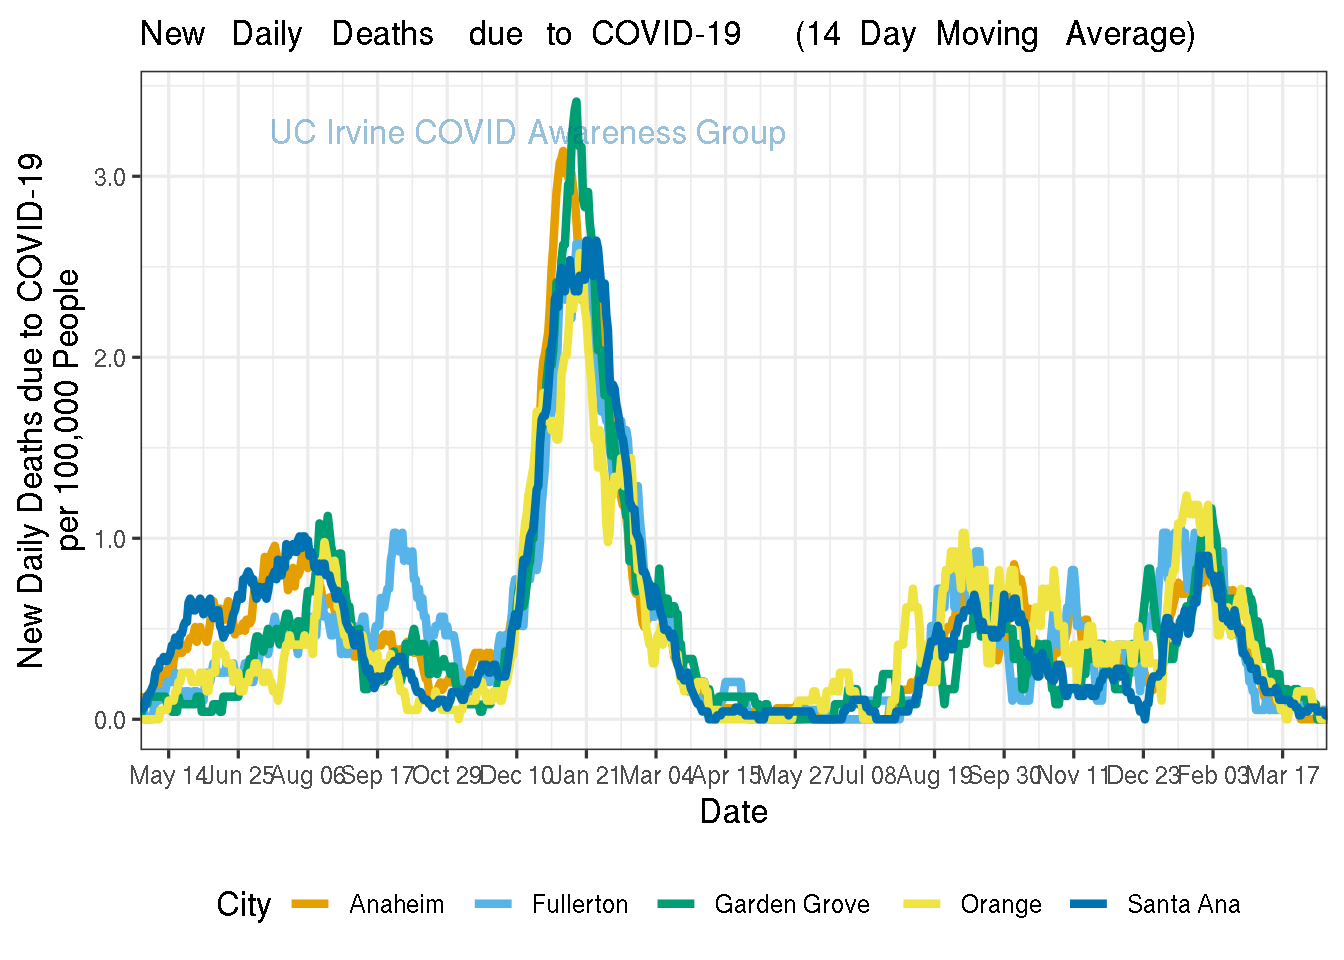 New Daily Deaths due to COVID-19 (14 Day Moving Average)
UC Irvine COVID Awareness Group
New Daily Deaths due to COVID-19
per 100,000 People
3.0
2.0
1.0
0.0
May 14 Jun 25 Aug 06 Sep 17 Oct 29 Dec 10 Jan 21 Mar 04 Apr 15 May 27 Jul 08 Aug 19 Sep 30 Nov 11 Dec 23 Feb 03 Mar 17
Date
City Anaheim Fullerton Garden Grove Orange Santa Ana